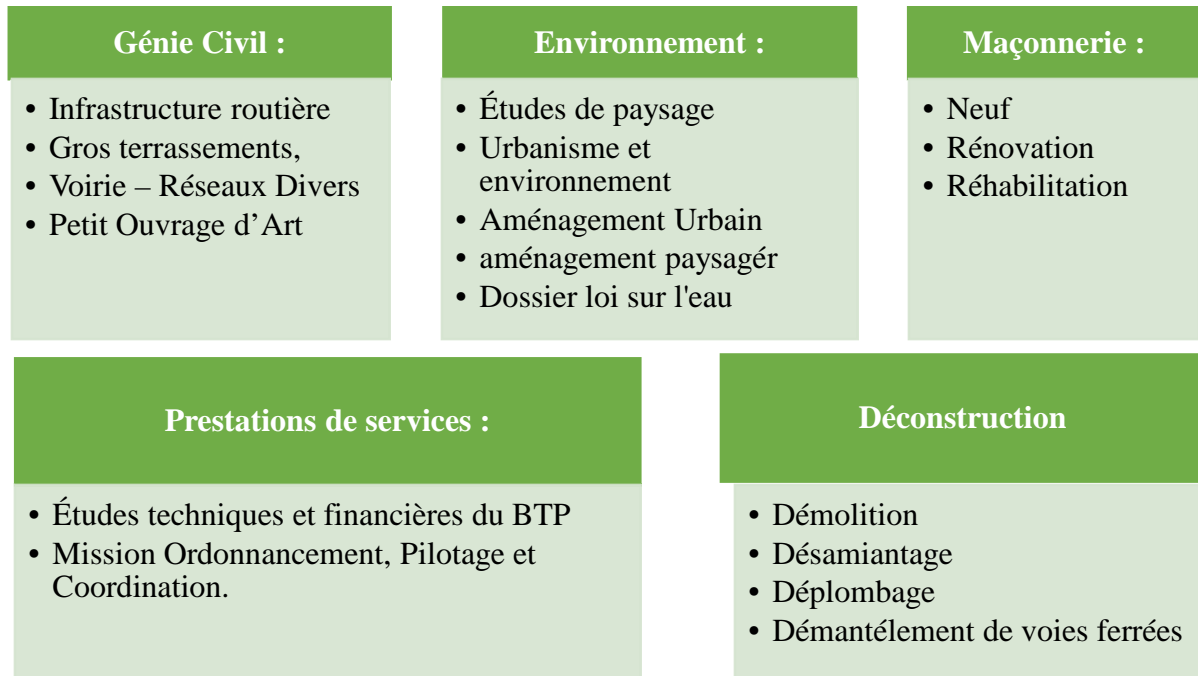 Génie Civil :
• Infrastructure routière
• Gros terrassements,
• Voirie – Réseaux Divers
• Petit Ouvrage d’Art
Environnement :
• Études de paysage
• Urbanisme et
environnement
• Aménagement Urbain
• aménagement paysagér
• Dossier loi sur l'eau
Maçonnerie :
• Neuf
• Rénovation
• Réhabilitation
Prestations de services :
• Études techniques et financières du BTP
• Mission Ordonnancement, Pilotage et
Coordination.
Déconstruction
• Démolition
• Désamiantage
• Déplombage
• Démantélement de voies ferrées